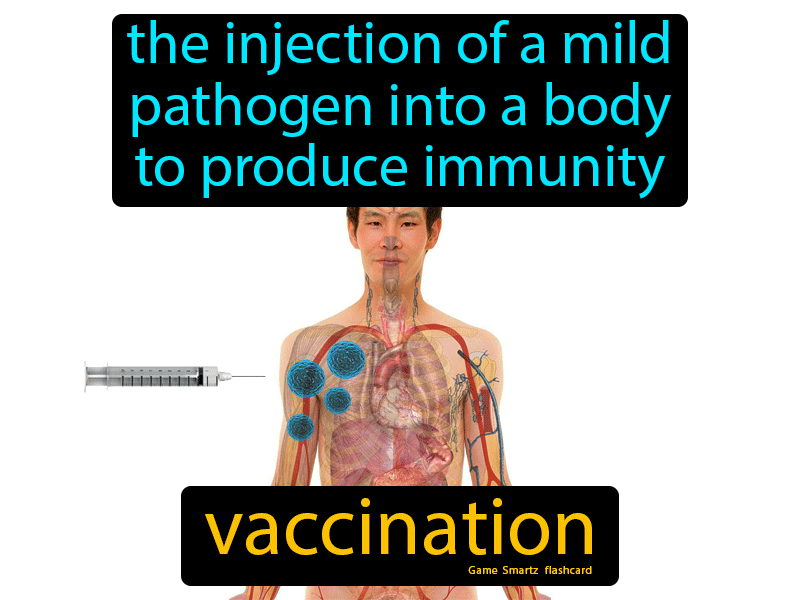 the injection of a mild
pathogen into a body
to produce immunity
vaccination
Game Smartz flashcard